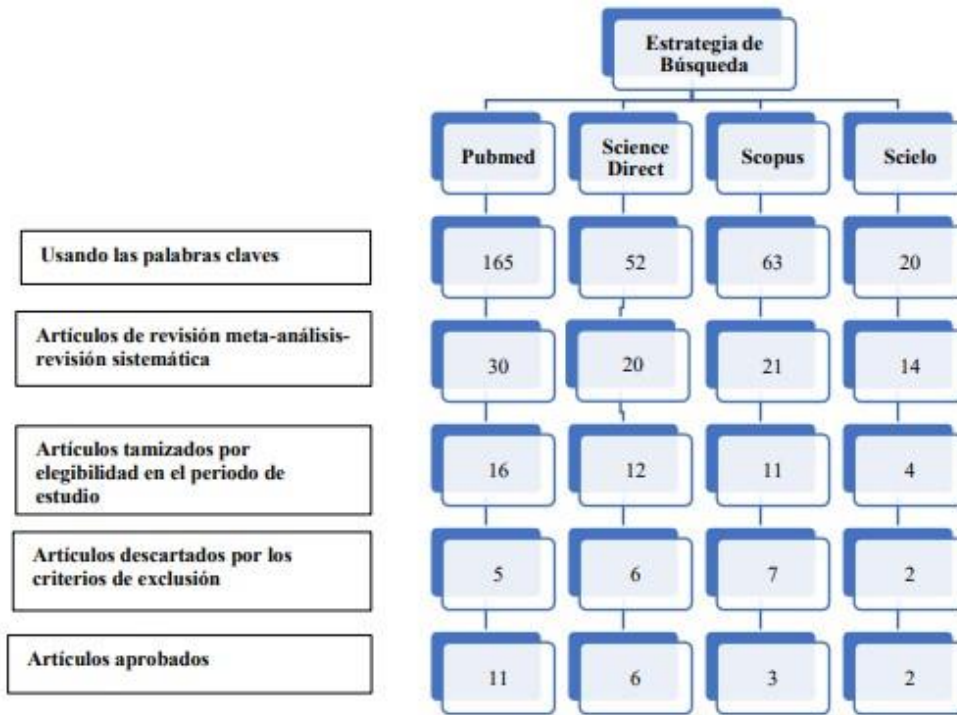 Estrategia de
Búsqueda
Pubmed
Science
Direct
Scopus
Scielo
Usando las palabras claves
165
52
63
20
Artículos de revisión meta-análisis-
revisión sistemática
30
20
21
14
Artículos tamizados por
elegibilidad en el periodo de
estudio
16
12
11
4
Artículos descartados por los
criterios de exclusión
5
6
7
2
Artículos aprobados
11
6
3
2